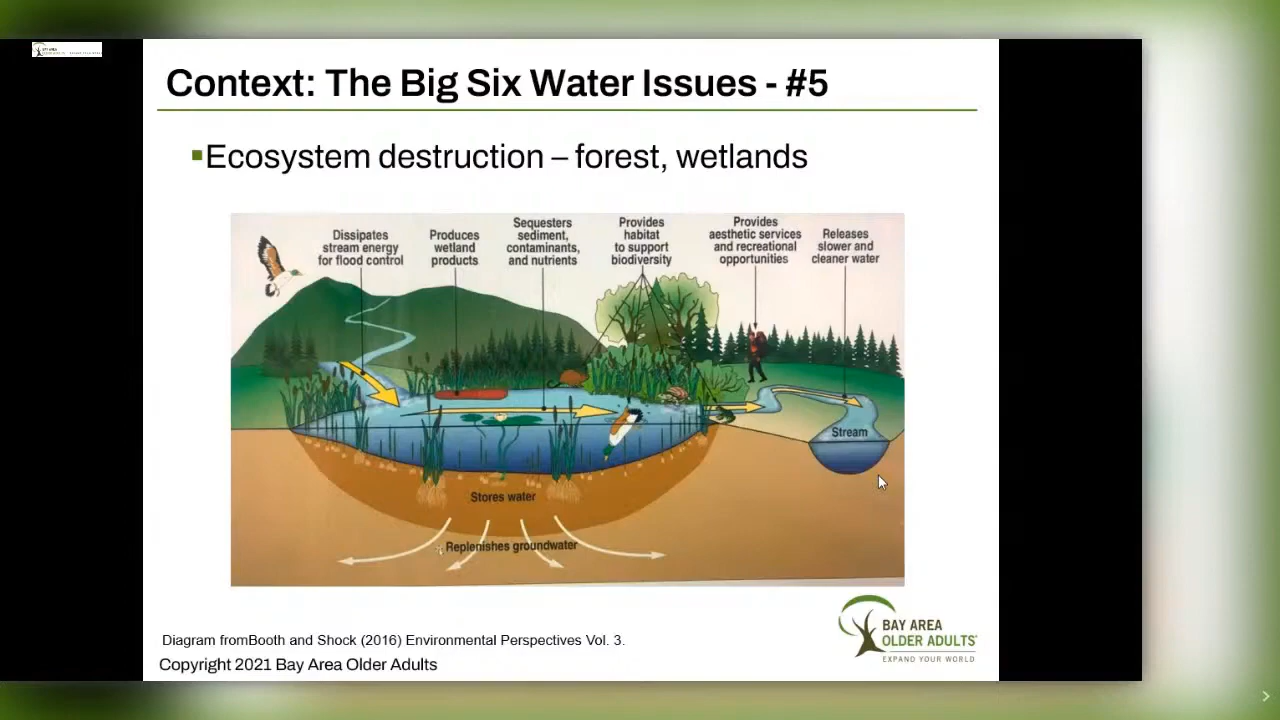 Context: The Big Six Water Issues - #5
Ecosystem destruction – forest, wetlands
Dissipates
stream energy
for flood control
Produces
wetland
products
Sequesters
sediment,
contaminants,
and nutrients
Provides
habitat
to support
biodiversity
Provides
aesthetic services
and recreational
opportunities
Releases
slower and
cleaner water
Stream
Stores water
Replenishes groundwater
Diagram fromBooth and Shock (2016) Environmental Perspectives Vol. 3.
Copyright 2021 Bay Area Older Adults
BAY AREA
OLDER ADULTS
EXPAND YOUR WORLD